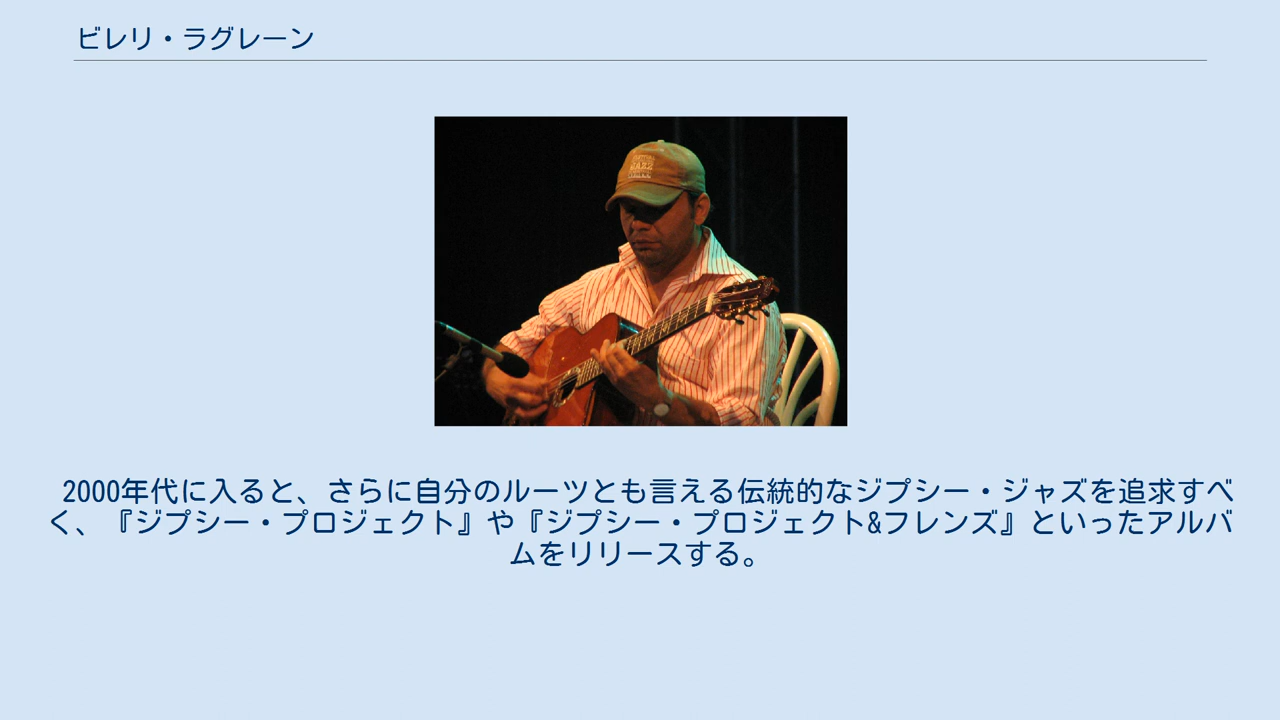 ビレリ・ラグレーン
JAZZ
2000年代に入ると、さらに自分のルーツとも言える伝統的なジプシー・ジャズを追求すべ
く、『ジプシー・プロジェクト』や『ジプシー・プロジェクト&フレンズ』といったアルバ
ムをリリースする。